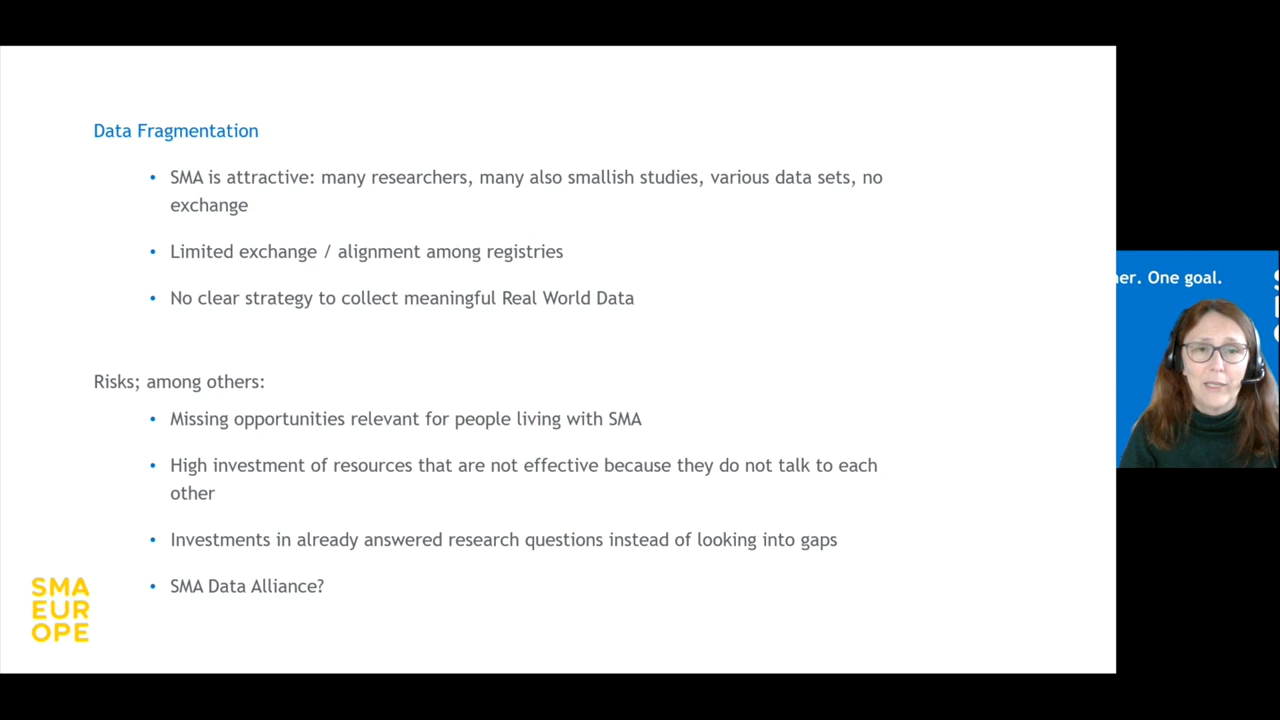 Data Fragmentation
• SMA is attractive: many researchers, many also smallish studies, various data sets, no
exchange
• Limited exchange / alignment among registries
• No clear strategy to collect meaningful Real World Data
Risks; among others:
• Missing opportunities relevant for people living with SMA
• High investment of resources that are not effective because they do not talk to each
other
• Investments in already answered research questions instead of looking into gaps
• SMA Data Alliance?
SMA
EUR
OPE
One goal.